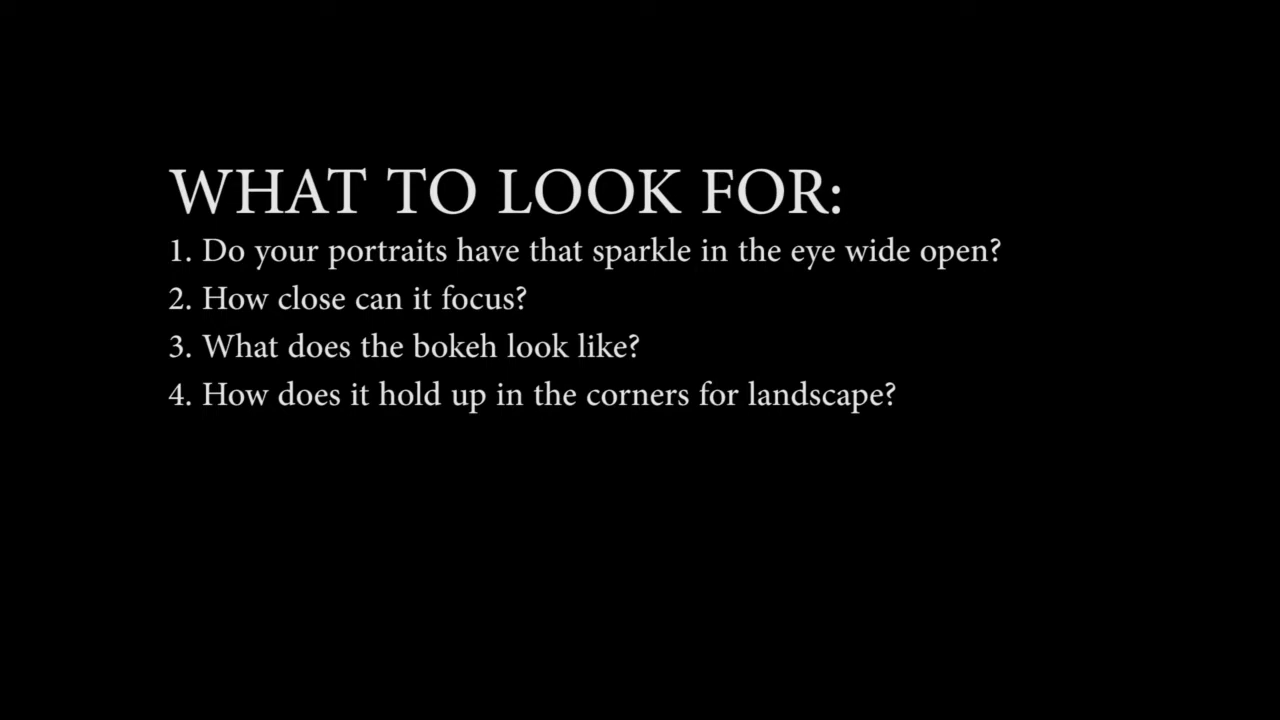 WHAT TO LOOK FOR:
1. Do your portraits have that sparkle in the eye wide open?
2. How close can it focus?
3. What does the bokeh look like?
4. How does it hold up in the corners for landscape?